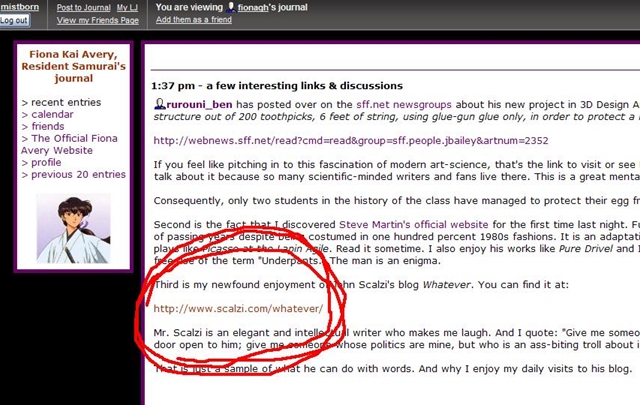 mistborn
Log out
Post to Journal My LJ
View my Friends Page
You are viewing fionagh's journal
Add them as a friend
Fiona Kai Avery,
Resident Samurai's
journal
> recent entries
> calendar
> friends
> The Official Fiona
Avery Website
> profile
> previous 20 entries
1:37 pm - a few interesting links & discussions
rurouni_ben has posted over on the sff.net newsgroups about his new project in 3D Design A
structure out of 200 toothpicks, 6 feet of string, using glue-gun glue only, in order to protect a
http://webnews.sff.net/read?cmd=read&group=sff.people.jbailey&artnum=2352
If you feel like pitching in to this fascination of modern art-science, that's the link to visit or see
talk about it because so many scientific-minded writers and fans live there. This is a great menta
Consequently, only two students in the history of the class have managed to protect their egg fr
Second is the fact that I discovered Steve Martin's official website for the first time last night. Fu
of passing years despite being costumed in one hundred percent 1980s fashions. It is an adaptati
plays like Picasso at the Lapin Agile. Read it sometime. I also enjoy his works like Pure Drivel and I
free use of the term "Underpants." The man is an enigma.
Third is my newfound enjoyment of John Scalzi's blog Whatever. You can find it at:
http://www.scalzi.com/whatever/
Mr. Scalzi is an elegant and intellectual writer who makes me laugh. And I quote: "Give me someo
door open to him; give me someone whose politics are mine, but who is an ass-biting troll about i
That is just a sample of what he can do with words. And why I enjoy my daily visits to his blog.